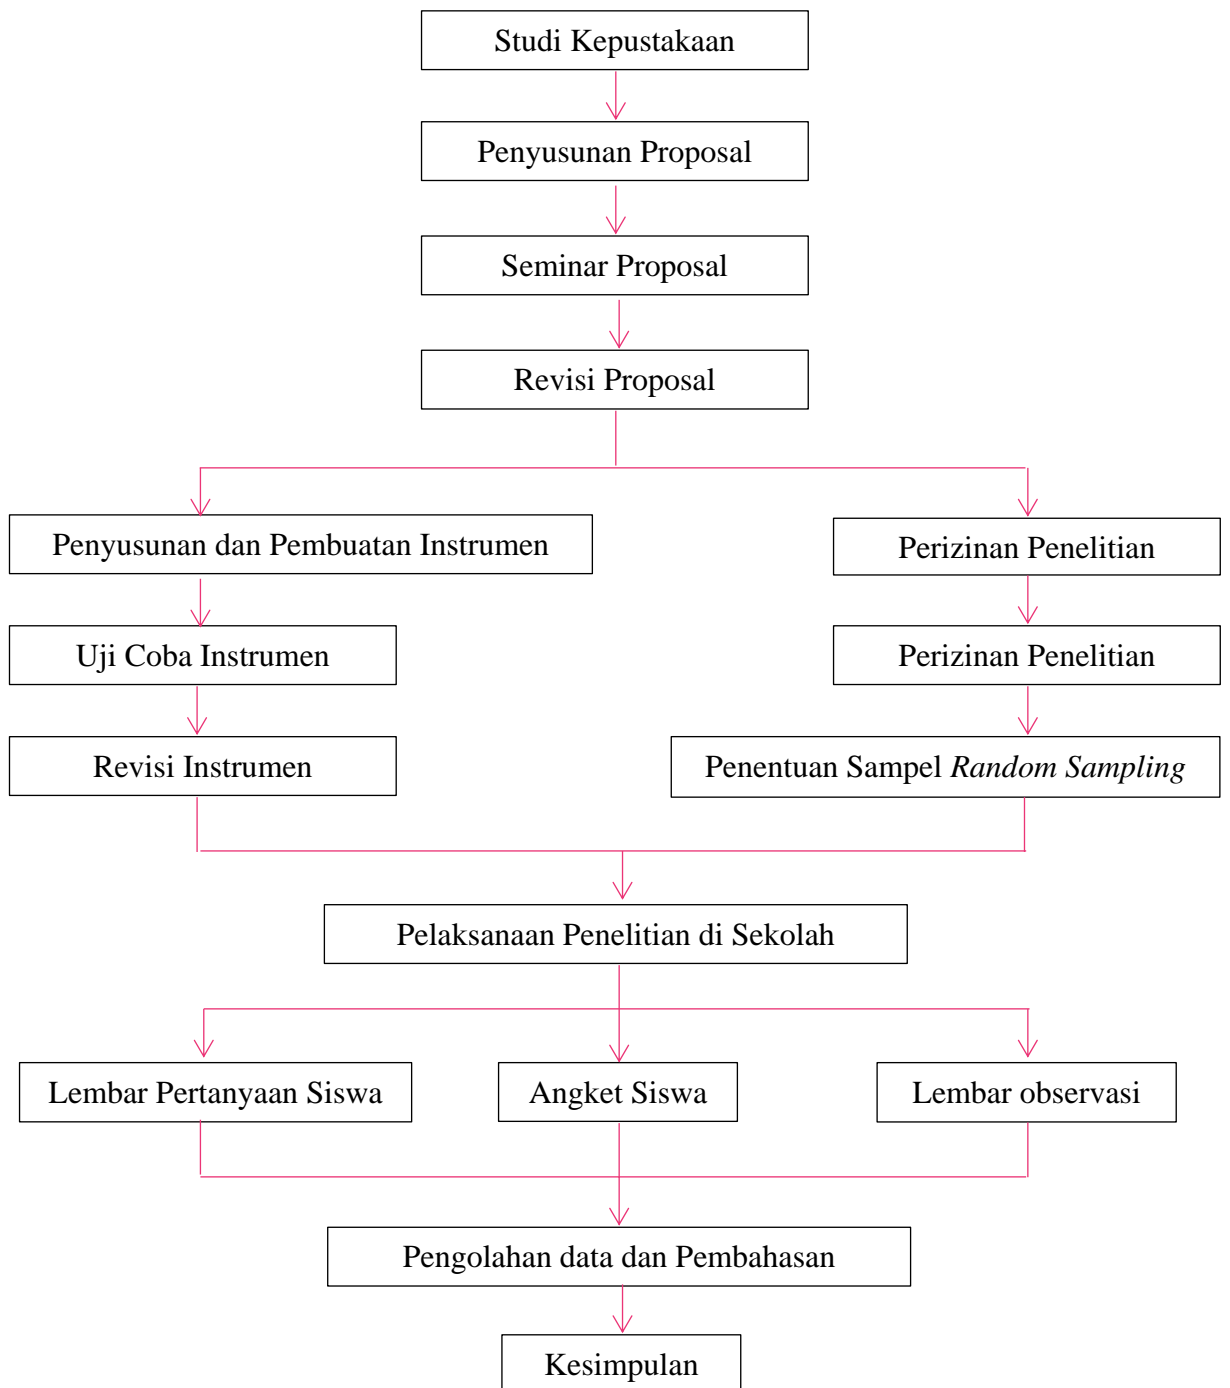 Studi Kepustakaan
Penyusunan Proposal
Seminar Proposal
Revisi Proposal
Penyusunan dan Pembuatan Instrumen
Perizinan Penelitian
Uji Coba Instrumen
Perizinan Penelitian
Revisi Instrumen
Penentuan Sampel Random Sampling
Pelaksanaan Penelitian di Sekolah
Lembar Pertanyaan Siswa
Angket Siswa
Lembar observasi
Pengolahan data dan Pembahasan
Kesimpulan